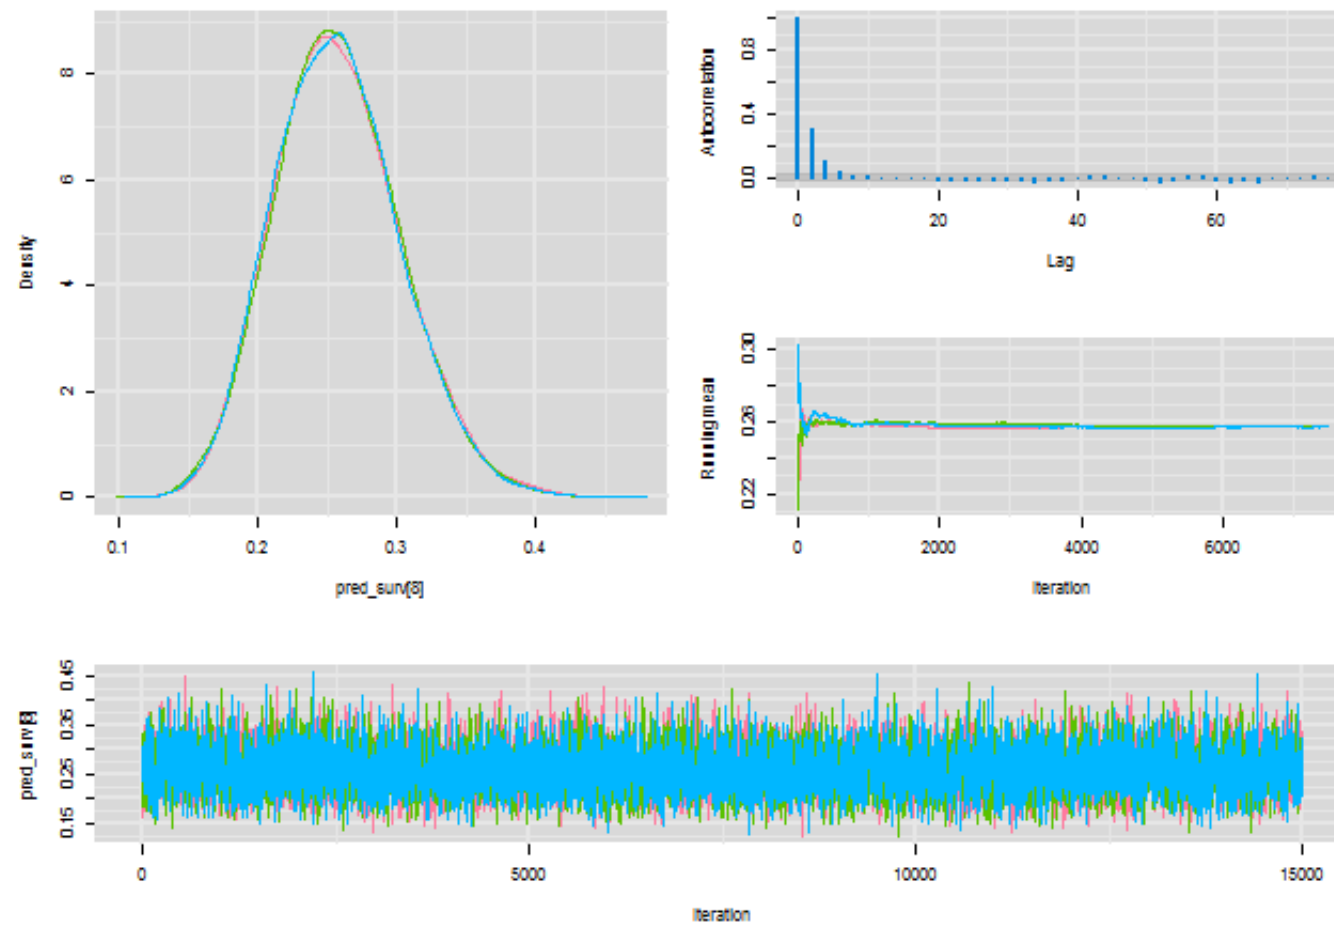 8
6
4
2
0
Density
0.1 0.2 0.3 0.4
pred_surv[8]
0.8
0.4
0.0
Autocorrelation
0 20 40 60
Lag
0.30
0.26
0.22
Running mean
0 2000 4000 6000
Iteration
0.45
0.35
0.25
0.15
pred_surv[8]
0 5000 10000 15000
Iteration